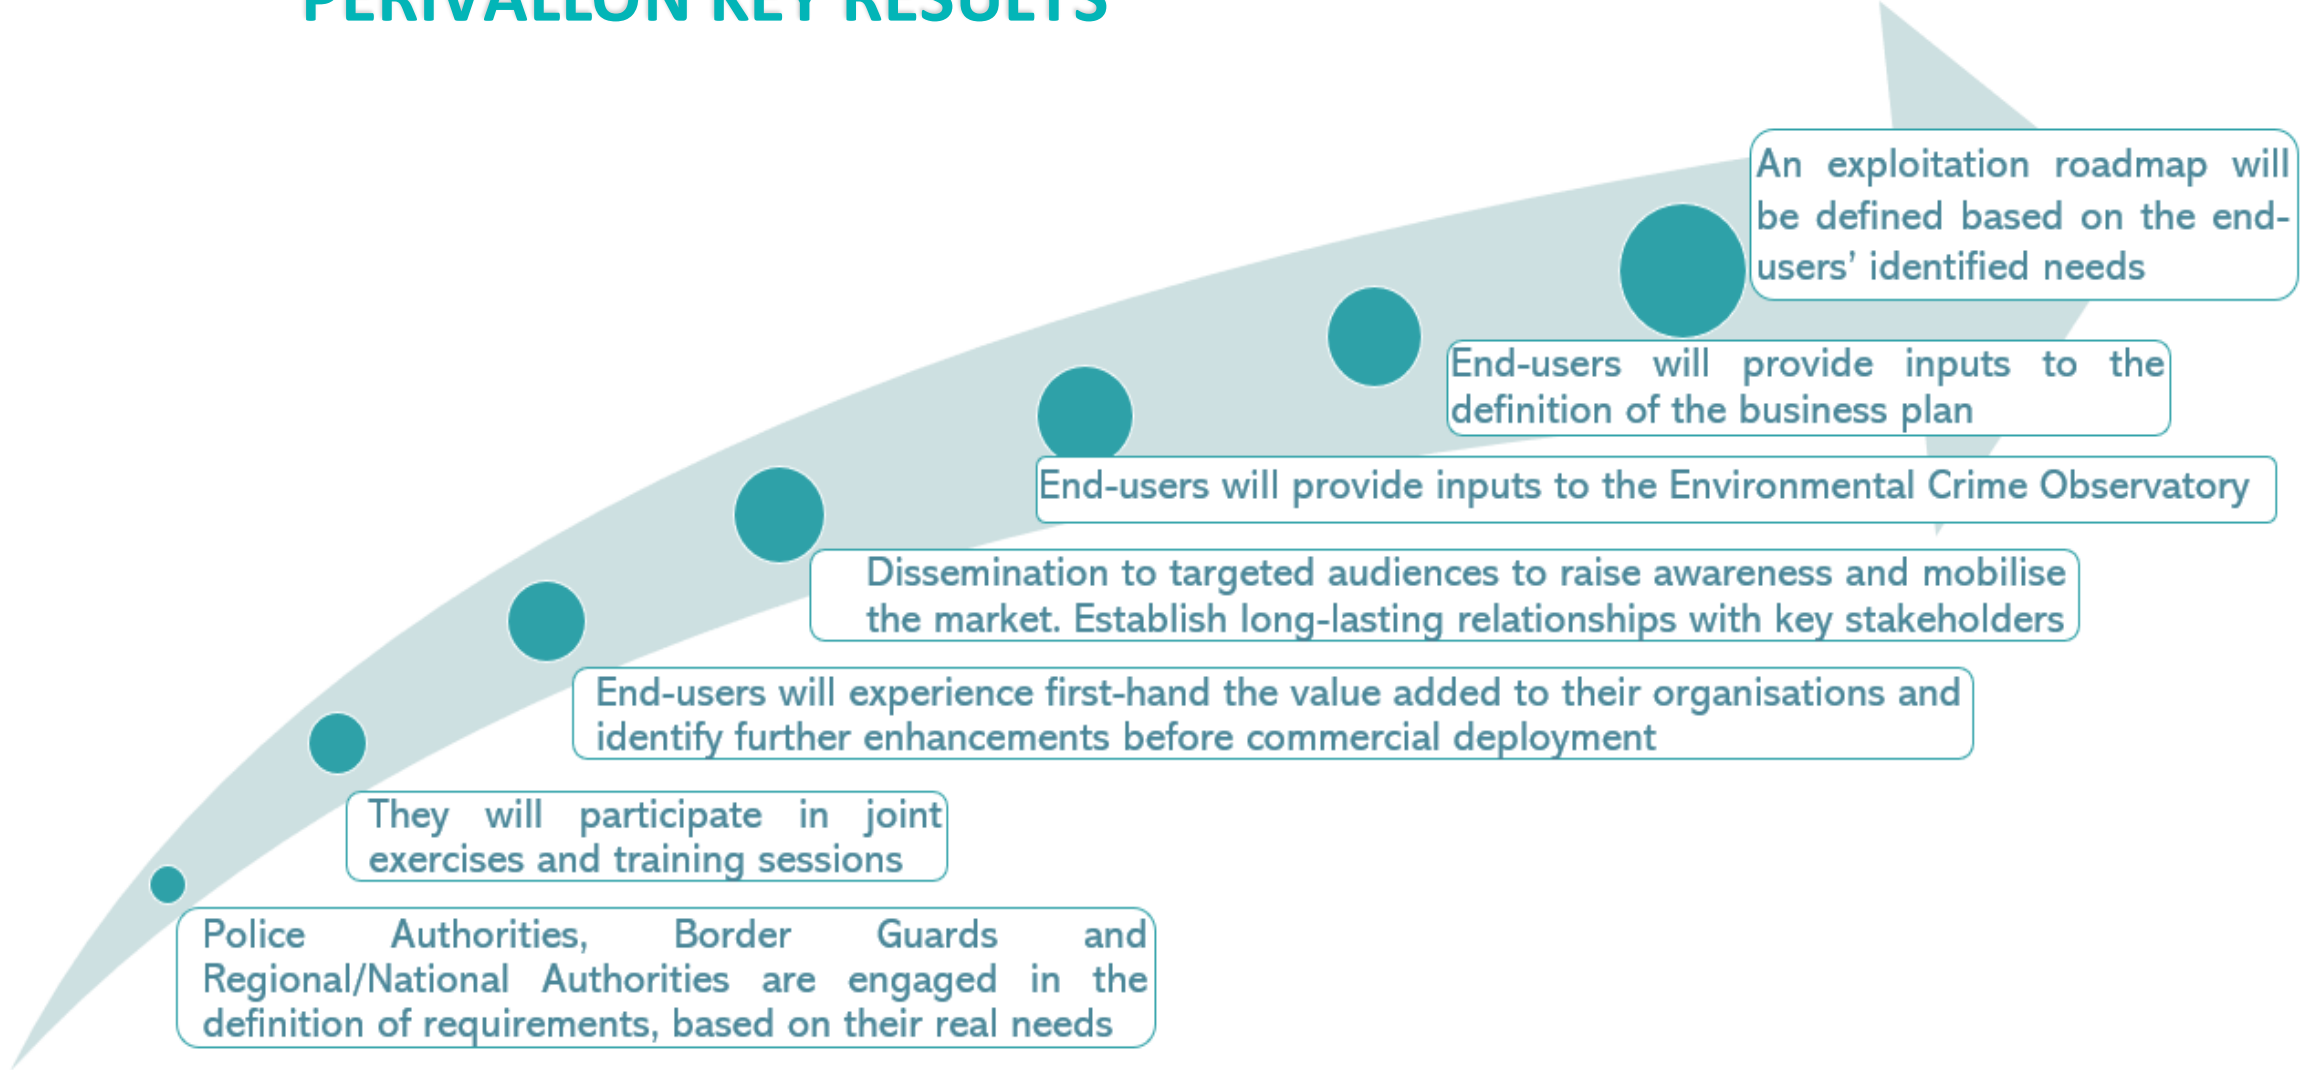 PERIVALLON KEY RESULTS
An exploitation roadmap will
be defined based on the end-
users' identified needs
End-users will provide inputs to the
definition of the business plan
End-users will provide inputs to the Environmental Crime Observatory
Dissemination to targeted audiences to raise awareness and mobilise
the market. Establish long-lasting relationships with key stakeholders
End-users will experience first-hand the value added to their organisations and
identify further enhancements before commercial deployment
They will participate in joint
exercises and training sessions
Police Authorities, Border Guards and
Regional/National Authorities are engaged in the
definition of requirements, based on their real needs